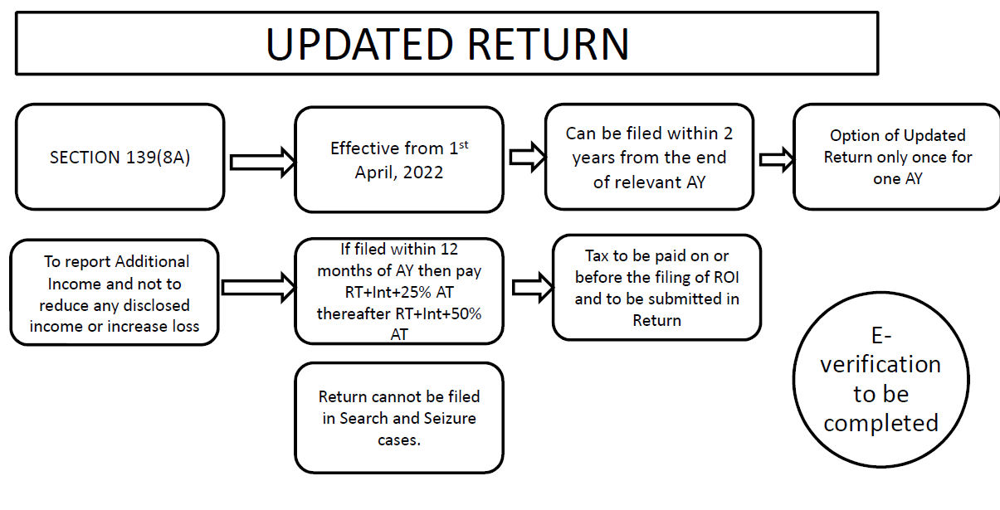 UPDATED RETURN
SECTION 139(8A)
Effective from 1st
April, 2022
Can be filed within 2
years from the end
of relevant AY
Option of Updated
Return only once for
one AY
To report Additional
Income and not to
reduce any disclosed
income or increase loss
If filed within 12
months of AY then pay
RT+Int+25% AT
thereafter RT+Int+50%
AT
Tax to be paid on or
before the filing of ROI
and to be submitted in
Return
Return cannot be filed
in Search and Seizure
cases.
E-
verification
to be
completed